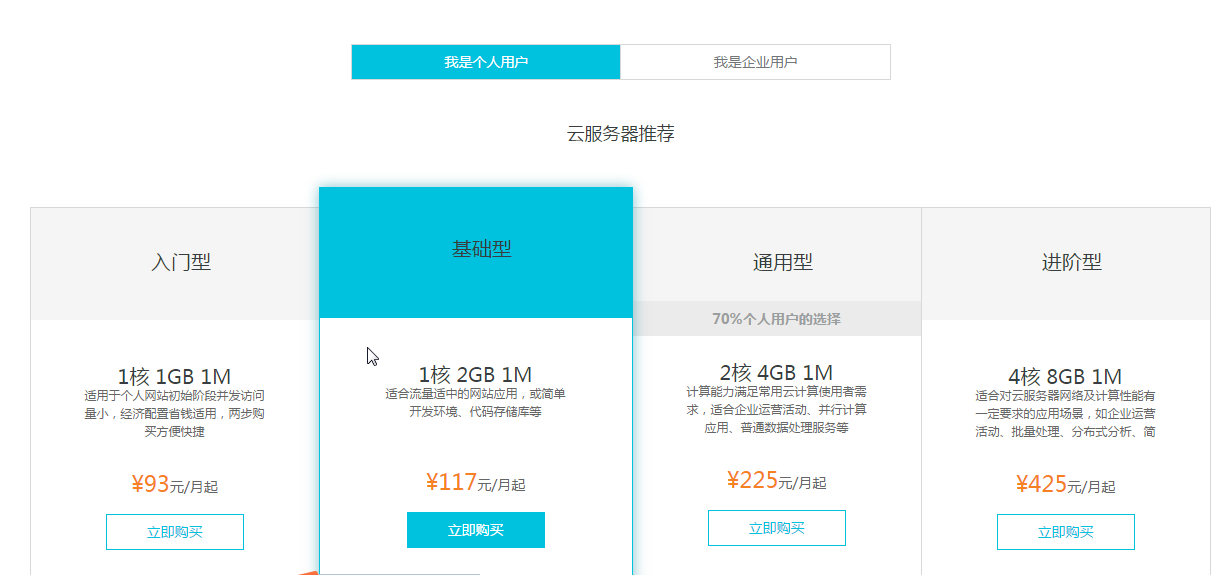 我是个人用户
我是企业用户
云服务器推荐
入门型
1核 1GB 1M
适用于个人网站初始阶段并发访问
量小，经济配置省钱适用，两步购
买方便快捷
¥93元/月起
立即购买
基础型
1核 2GB 1M
适合流量适中的网站应用，或简单
开发环境、代码存储库等
¥117元/月起
立即购买
通用型
70%个人用户的选择
2核 4GB 1M
计算能力满足常用云计算使用者需
求，适合企业运营活动、并行计算
应用、普通数据处理服务等
¥225元/月起
立即购买
进阶型
4核 8GB 1M
适合对云服务器网络及计算性能有
一定要求的应用场景，如企业运营
活动、批量处理、分布式分析、简
¥425元/月起
立即购买